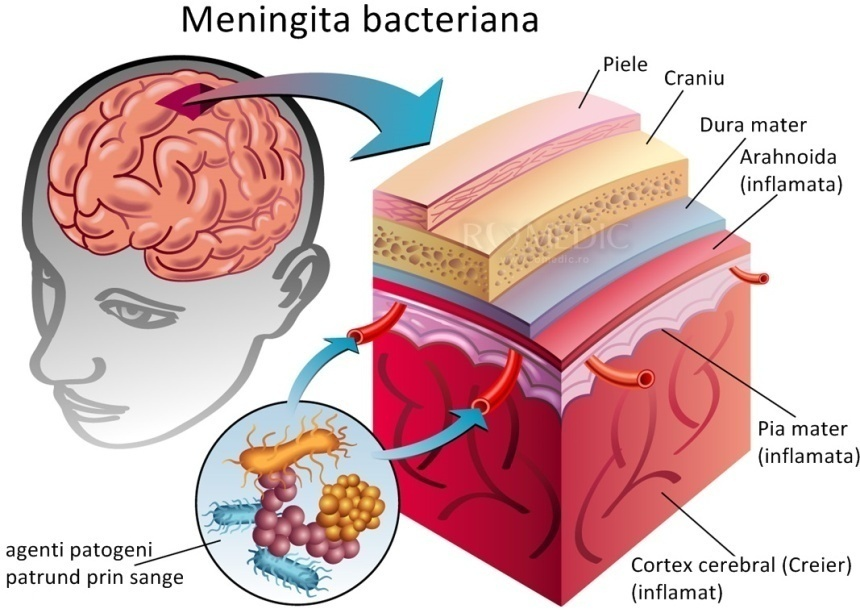 Meningita bacteriana
Piele
Craniu
Dura mater
Arahnoida
(inflamata)
ROMEDIC
Pia mater
(inflamata)
agenti patogeni
patrund prin sange
Cortex cerebral (Creier)
(inflamat)